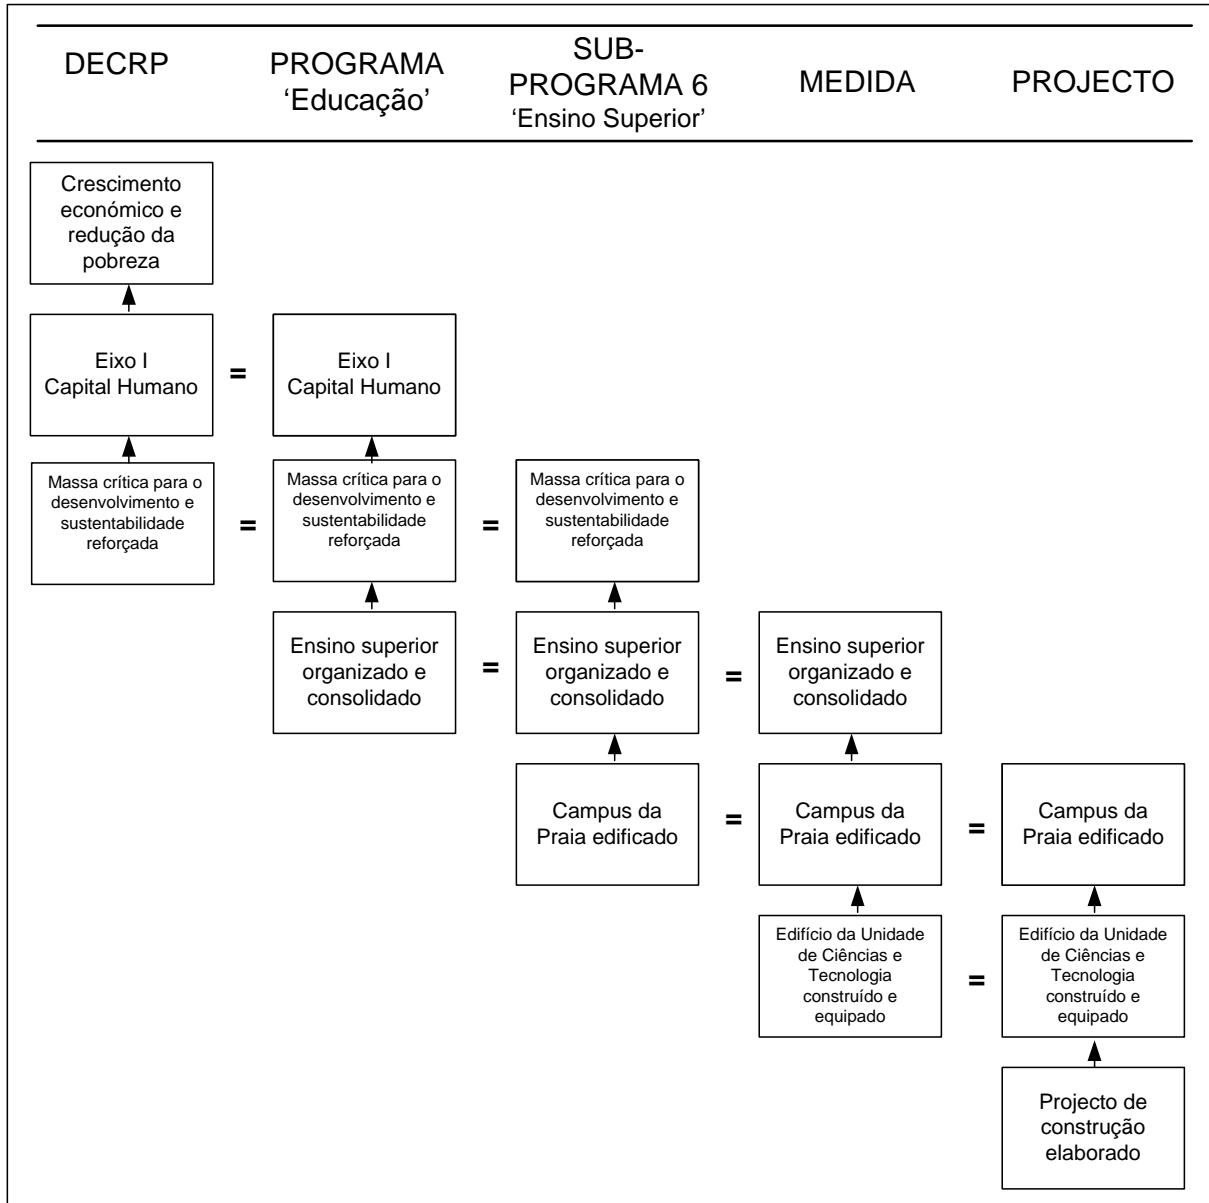 DECRP
PROGRAMA
‘Educação’
SUB-
PROGRAMA 6
‘Ensino Superior’
MEDIDA
PROJECTO
Crescimento
económico e
redução da
pobreza
Eixo I
Capital Humano
=
Eixo I
Capital Humano
Massa crítica para o
desenvolvimento e
sustentabilidade
reforçada
=
Massa crítica para o
desenvolvimento e
sustentabilidade
reforçada
=
Massa crítica para o
desenvolvimento e
sustentabilidade
reforçada
Ensino superior
organizado e
consolidado
=
Ensino superior
organizado e
consolidado
=
Ensino superior
organizado e
consolidado
Campus da
Praia edificado
=
Campus da
Praia edificado
=
Campus da
Praia edificado
Edifício da Unidade
de Ciências e
Tecnologia
construído e
equipado
=
Edifício da Unidade
de Ciências e
Tecnologia
construído e
equipado
Projecto de
construção
elaborado